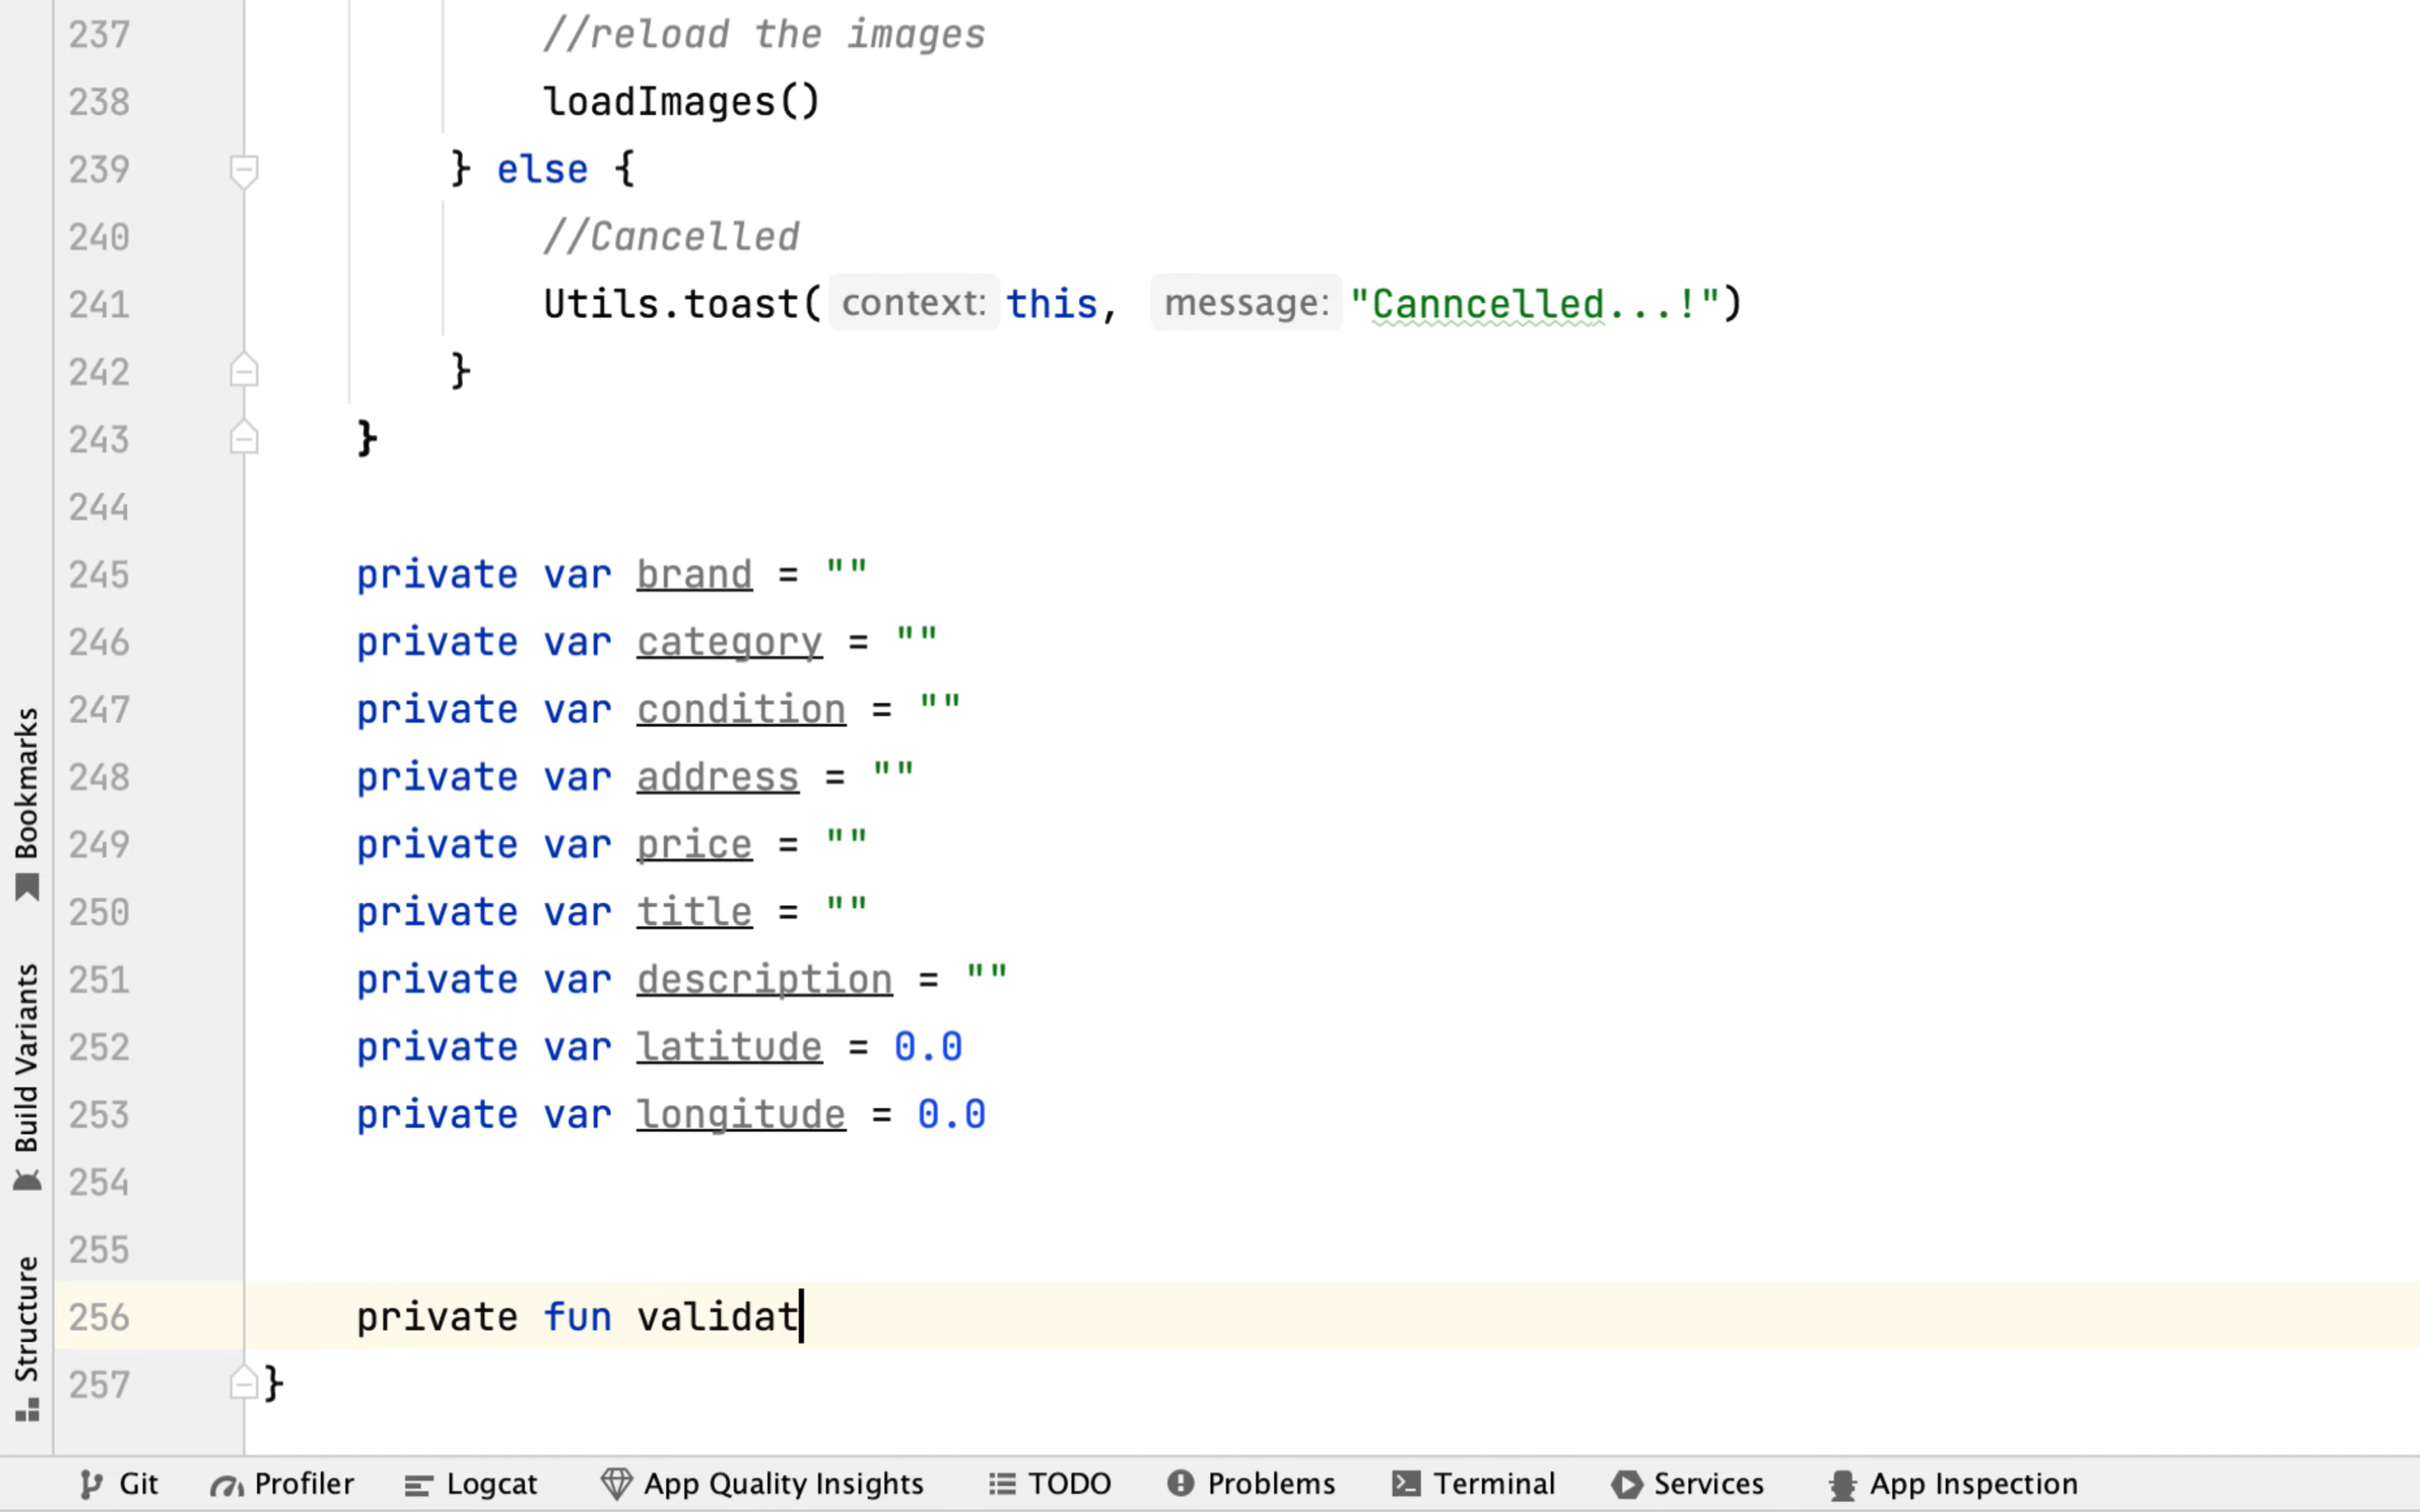 237 //reload the images
238 loadImages()
239 } else {
240 //Cancelled
241 Utils.toast( context: this, message: "Canncelled...!")
242 }
243 }
244
245 private var brand = ""
246 private var category = ""
247 private var condition = ""
248 private var address = ""
249 private var price = ""
250 private var title = ""
251 private var description = ""
252 private var latitude = 0.0
253 private var longitude = 0.0
254
255
256 private fun validat
257 }
Bookmarks
Build Variants
Structure
Git Profiler Logcat App Quality Insights TODO Problems Terminal Services App Inspection